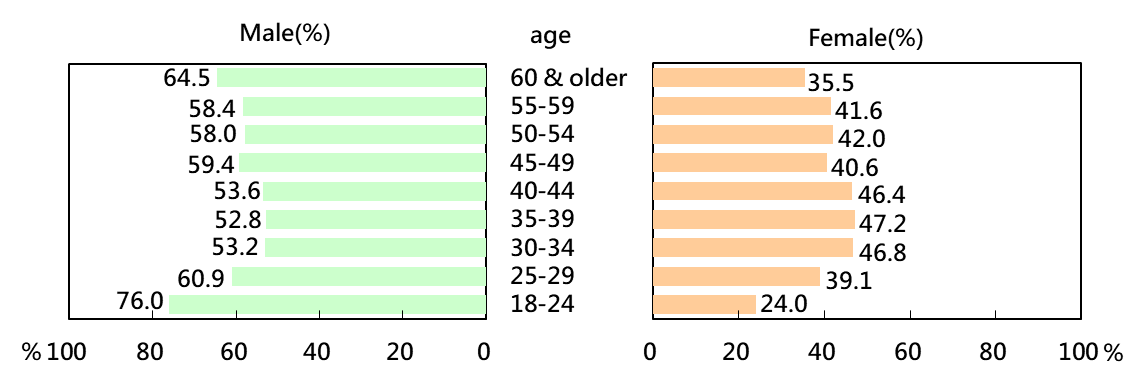 Male(%) age Female(%)
64.5 60 & older 35.5
58.4 55-59 41.6
58.0 50-54 42.0
59.4 45-49 40.6
53.6 40-44 46.4
52.8 35-39 47.2
53.2 30-34 46.8
60.9 25-29 39.1
76.0 18-24 24.0
% 100 80 60 40 20 0 0 20 40 60 80 100 %